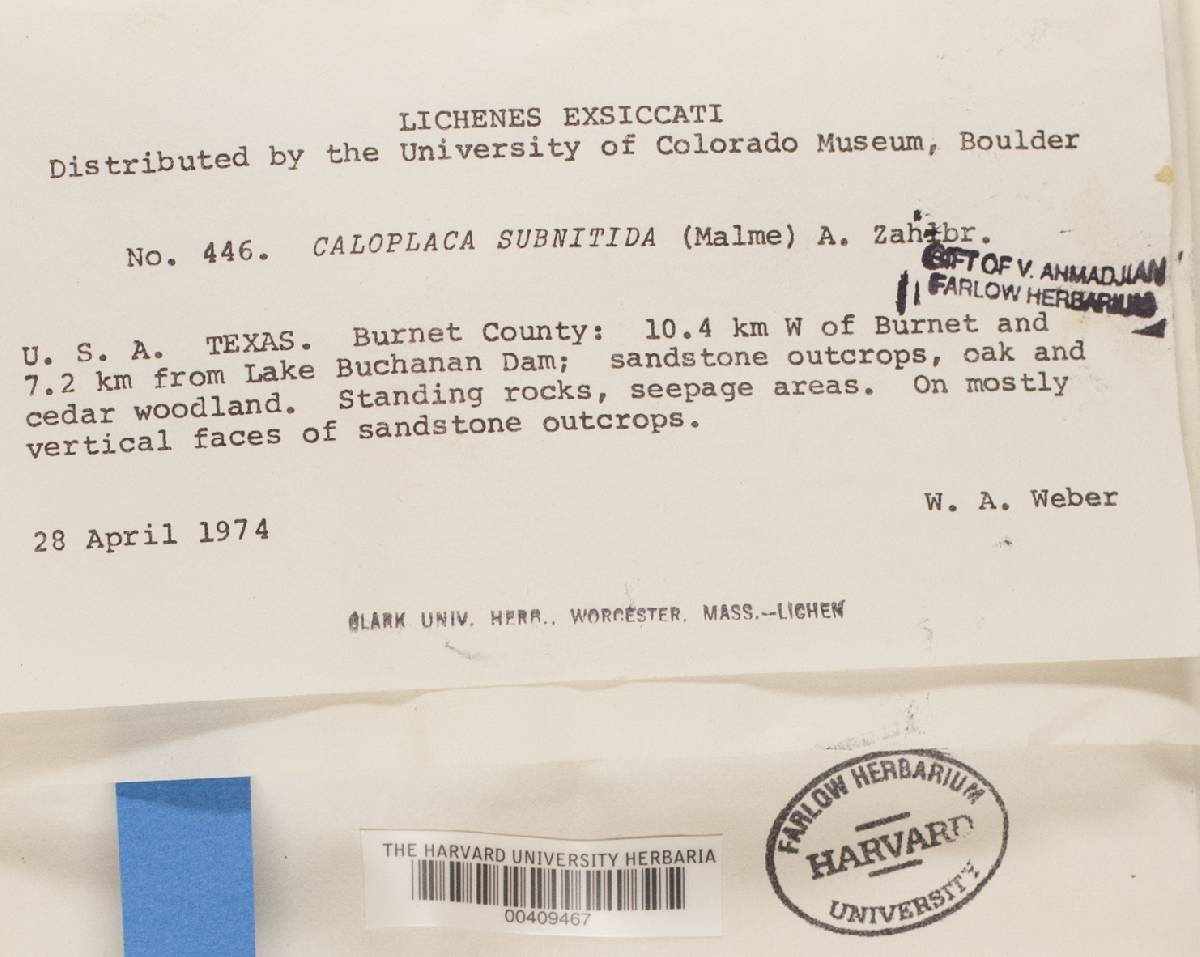 LICHENES EXSICCATI
Distributed by the University of Colorado Museum, Boulder
No. 446. CALOPLACA SUBNITIDA (Malme) A. Zahlbr.
GIFT OF V. AHMADJIAN
FARLOW HERBARIUM
U. S. A. TEXAS. Burnet County: 10.4 km W of Burnet and
7.2 km from Lake Buchanan Dam; sandstone outcrops, oak and
cedar woodland. Standing rocks, seepage areas. On mostly
vertical faces of sandstone outcrops.
W. A. Weber
28 April 1974
CLARK UNIV. HERB., WORCESTER, MASS.--LICHEN
FARLOW HERBARIUM
HARVARD
UNIVERSITY
THE HARVARD UNIVERSITY HERBARIA
00409467